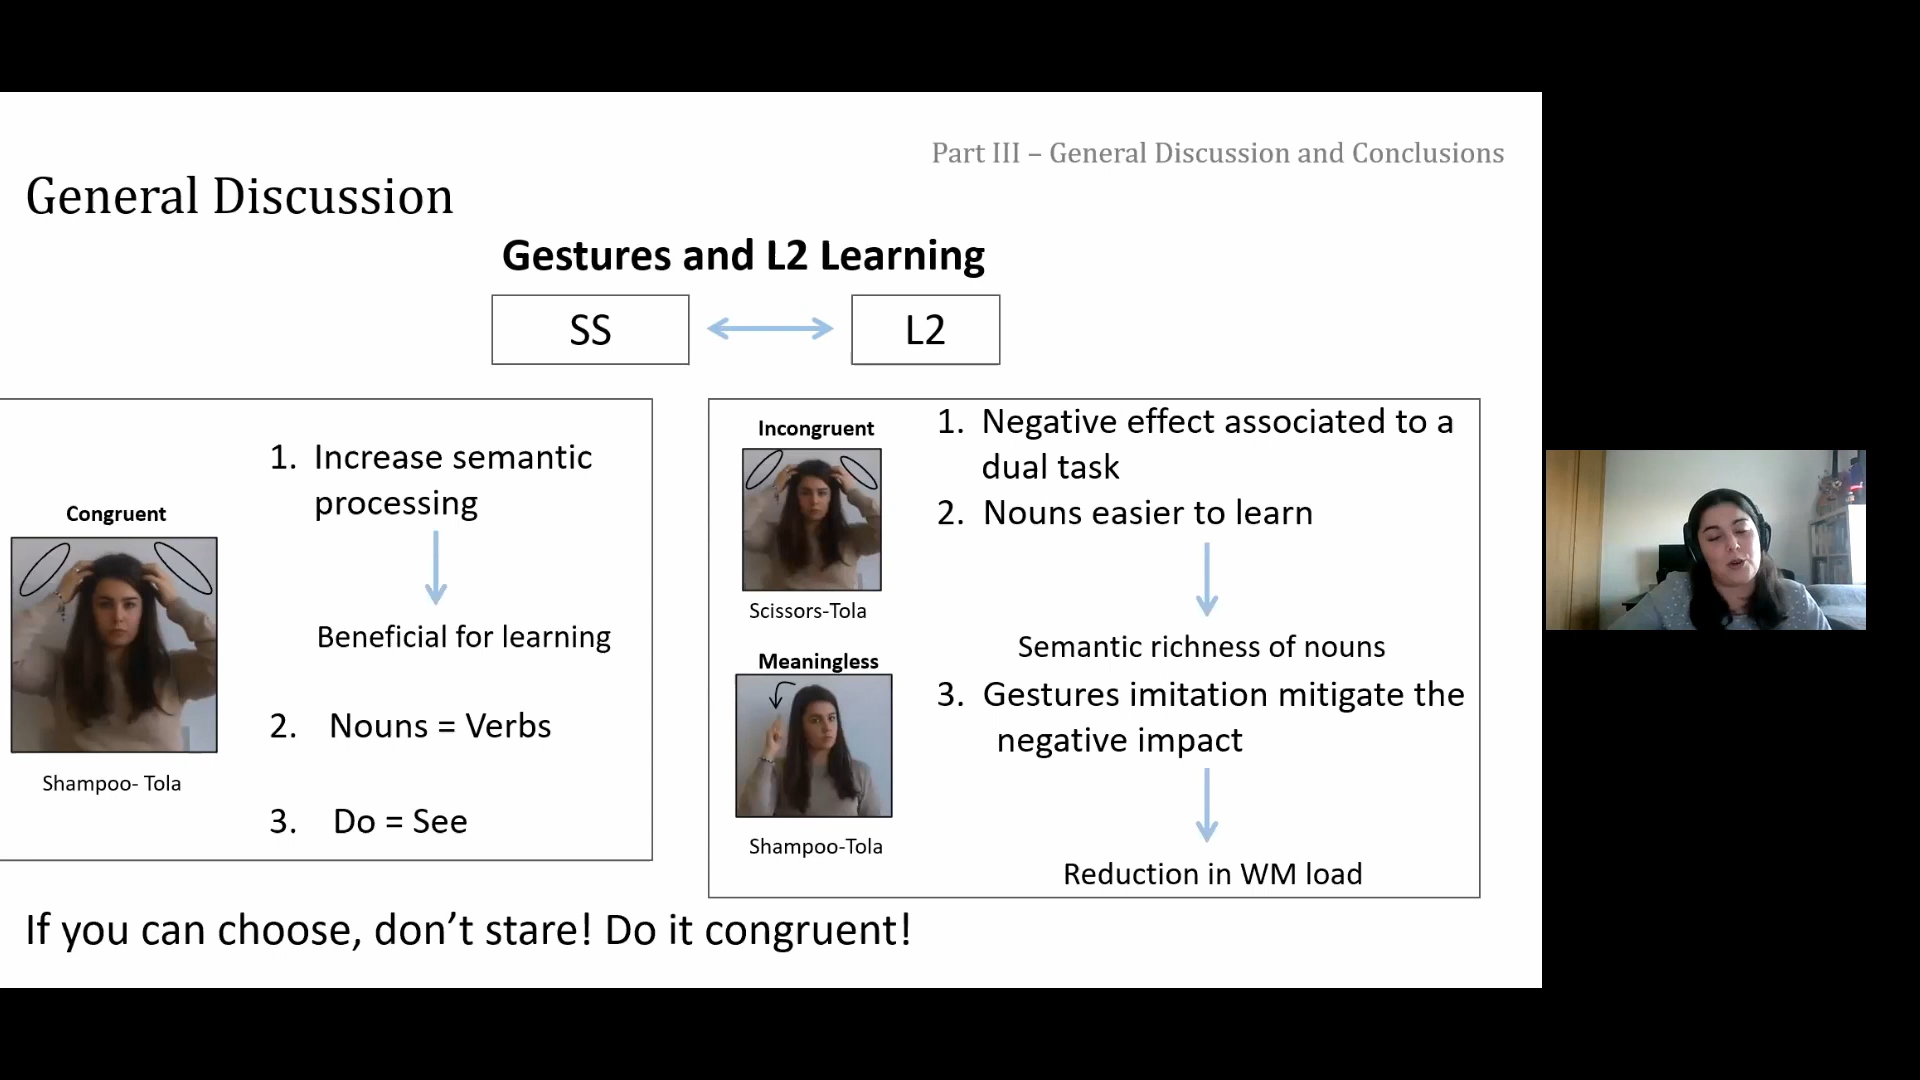 Part III – General Discussion and Conclusions
General Discussion
Gestures and L2 Learning
SS
L2
Congruent
Shampoo- Tola
1. Increase semantic
processing
Beneficial for learning
2. Nouns = Verbs
3. Do = See
Incongruent
Scissors-Tola
Meaningless
Shampoo-Tola
1. Negative effect associated to a
dual task
2. Nouns easier to learn
Semantic richness of nouns
3. Gestures imitation mitigate the
negative impact
Reduction in WM load
If you can choose, don’t stare! Do it congruent!